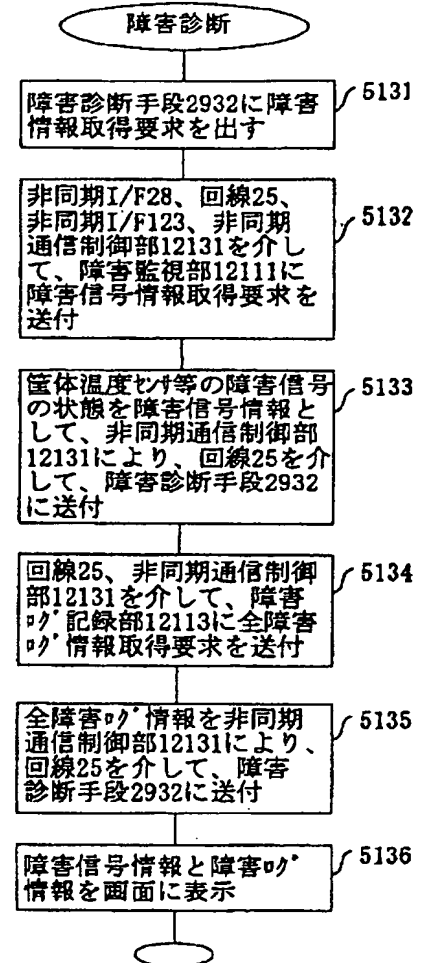 障害診断
障害診断手段2932に障害
情報取得要求を出す
5131
非同期I/F28、回線25、
非同期I/F123、非同期
通信制御部12131を介し
て、障害監視部12111に
障害信号情報取得要求を
送付
5132
筐体温度ｾﾝｻ等の障害信号
の状態を障害信号情報と
して、非同期通信制御部
12131により、回線25を介
して、障害診断手段2932
に送付
5133
回線25、非同期通信制御
部12131を介して、障害
ﾛｸﾞ記録部12113に全障害
ﾛｸﾞ情報取得要求を送付
5134
全障害ﾛｸﾞ情報を非同期
通信制御部12131により、
回線25を介して、障害
診断手段2932に送付
5135
障害信号情報と障害ﾛｸﾞ
情報を画面に表示
5136